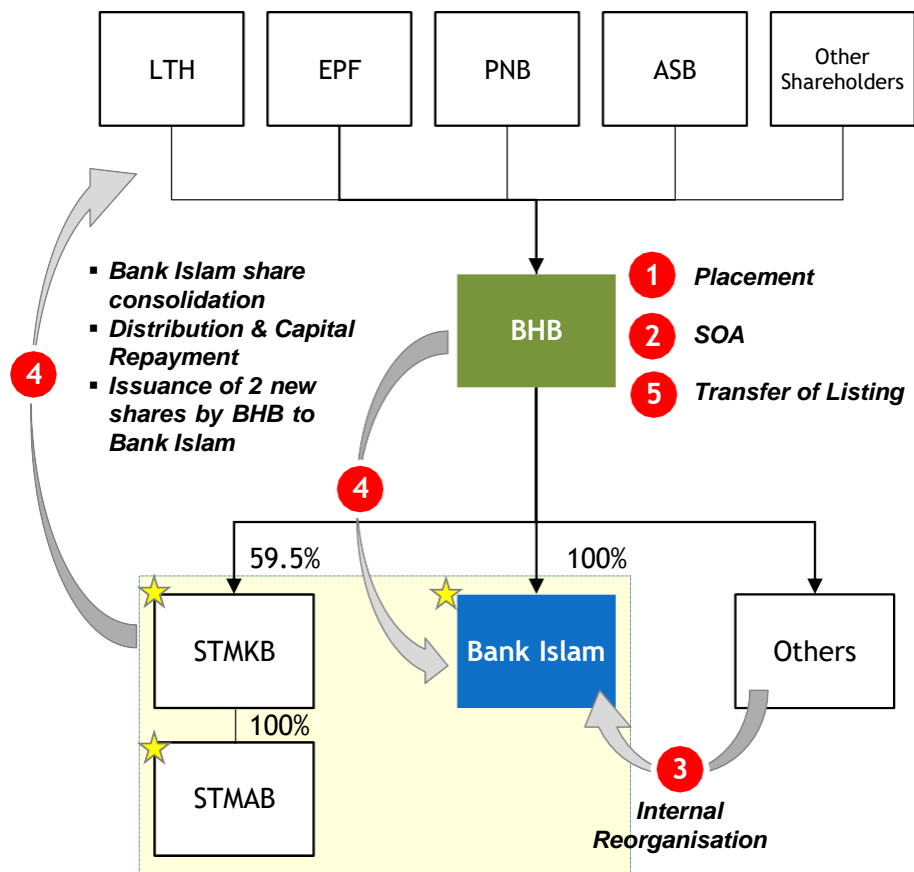 LTH
EPF
PNB
ASB
Other
Shareholders
▪ Bank Islam share
consolidation
▪ Distribution & Capital
Repayment
▪ Issuance of 2 new
shares by BHB to
Bank Islam
4
BHB
1 Placement
2 SOA
5 Transfer of Listing
4
59.5%
100%
STMKB
Bank Islam
Others
100%
STMAB
3
Internal
Reorganisation